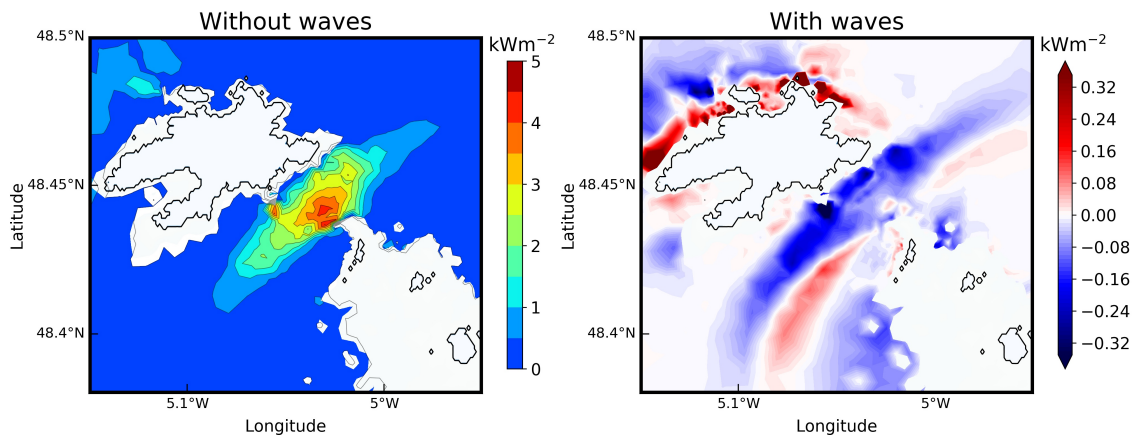 Without waves
48.5°N
48.45°N
48.4°N
Latitude
5.1°W
5°W
Longitude
kWm⁻²
5
4
3
2
1
0
With waves
48.5°N
48.45°N
48.4°N
Latitude
5.1°W
5°W
Longitude
kWm⁻²
0.32
0.24
0.16
0.08
0.00
−0.08
−0.16
−0.24
−0.32